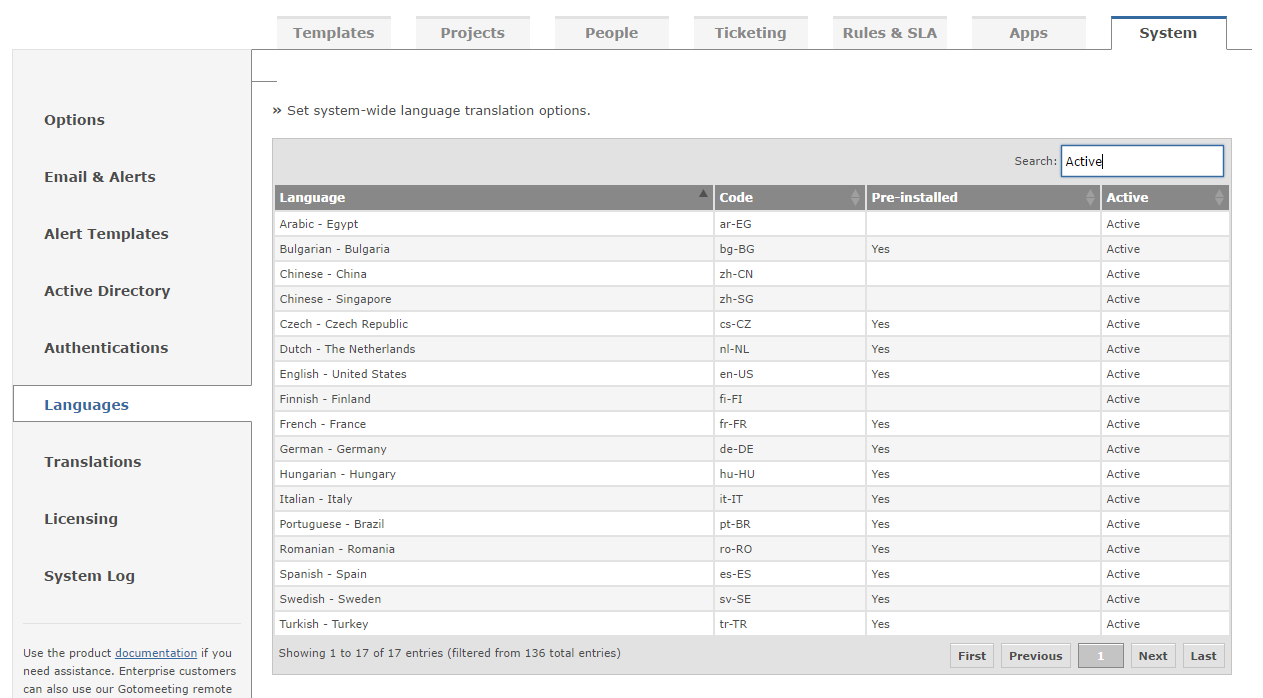 Templates Projects People Ticketing Rules & SLA Apps System
Options
Email & Alerts
Alert Templates
Active Directory
Authentications
Languages
Translations
Licensing
System Log
Use the product documentation if you
need assistance. Enterprise customers
can also use our Gotomeeting remote
» Set system-wide language translation options.
Search: Active
Language Code Pre-installed Active
Arabic - Egypt ar-EG Active
Bulgarian - Bulgaria bg-BG Yes Active
Chinese - China zh-CN Active
Chinese - Singapore zh-SG Active
Czech - Czech Republic cs-CZ Yes Active
Dutch - The Netherlands nl-NL Yes Active
English - United States en-US Yes Active
Finnish - Finland fi-FI Active
French - France fr-FR Yes Active
German - Germany de-DE Yes Active
Hungarian - Hungary hu-HU Yes Active
Italian - Italy it-IT Yes Active
Portuguese - Brazil pt-BR Yes Active
Romanian - Romania ro-RO Yes Active
Spanish - Spain es-ES Yes Active
Swedish - Sweden sv-SE Yes Active
Turkish - Turkey tr-TR Yes Active
Showing 1 to 17 of 17 entries (filtered from 136 total entries) First Previous 1 Next Last